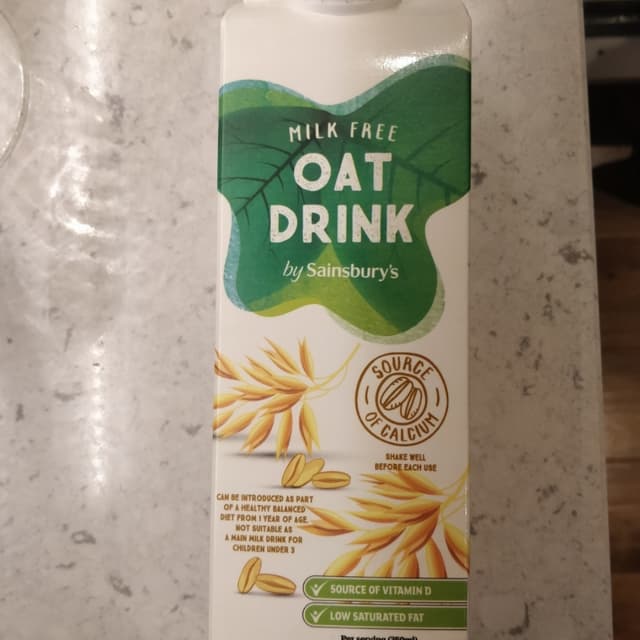 MILK FREE
OAT
DRINK
by Sainsbury's
SOURCE
OF CALCIUM
SHAKE WELL
BEFORE EACH USE
CAN BE INTRODUCED AS PART
OF A HEALTHY BALANCED
DIET FROM 1 YEAR OF AGE.
NOT SUITABLE AS
A MAIN MILK DRINK FOR
CHILDREN UNDER 3
SOURCE OF VITAMIN D
LOW SATURATED FAT
Per serving (250ml)